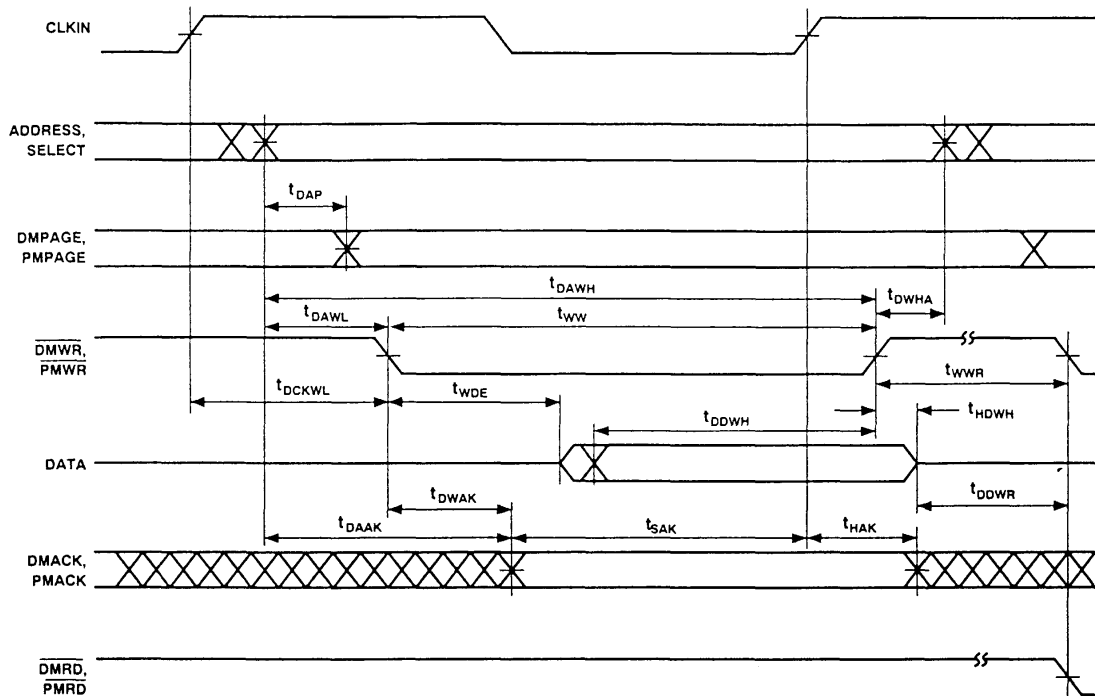 CLKIN
ADDRESS,
SELECT
tDAP
DMPAGE,
PMPAGE
tDAWH
tDAWL
tWW
tDWHA
DMWR,
PMWR
tDCKWL
tWDE
tWWR
tHDWH
tDDWH
DATA
tDWAK
tDDWR
tDAAK
tSAK
tHAK
DMACK,
PMACK
DMRD,
PMRD